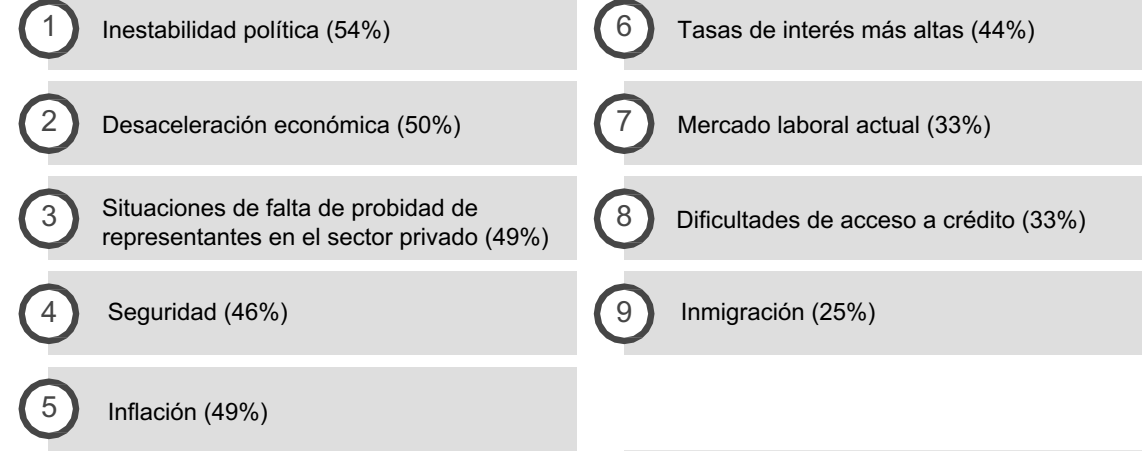 1 Inestabilidad política (54%)
2 Desaceleración económica (50%)
3 Situaciones de falta de probidad de
representantes en el sector privado (49%)
4 Seguridad (46%)
5 Inflación (49%)
6 Tasas de interés más altas (44%)
7 Mercado laboral actual (33%)
8 Dificultades de acceso a crédito (33%)
9 Inmigración (25%)